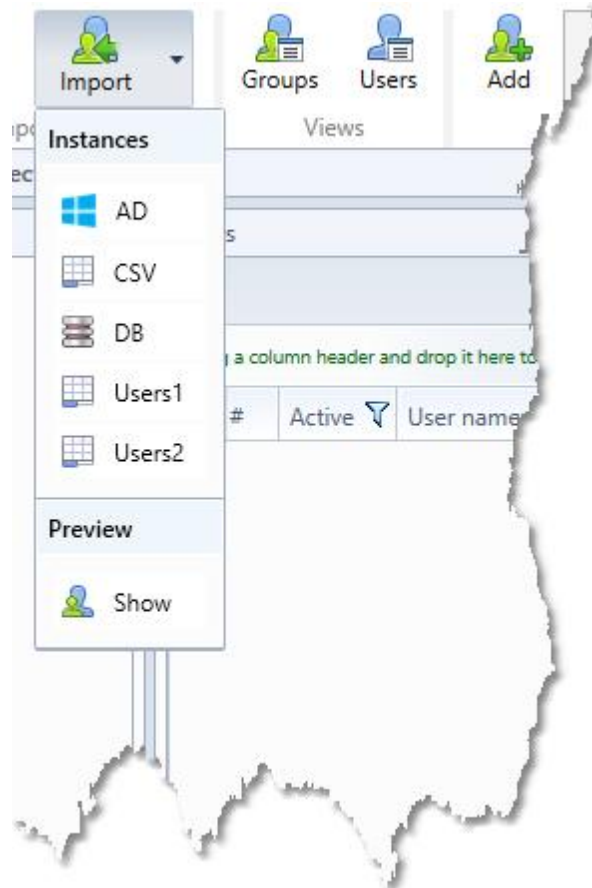 Import
Groups
Users
Add
Views
Instances
AD
CSV
DB
a column header and drop it here to
Users1
# Active User name
Users2
Preview
Show